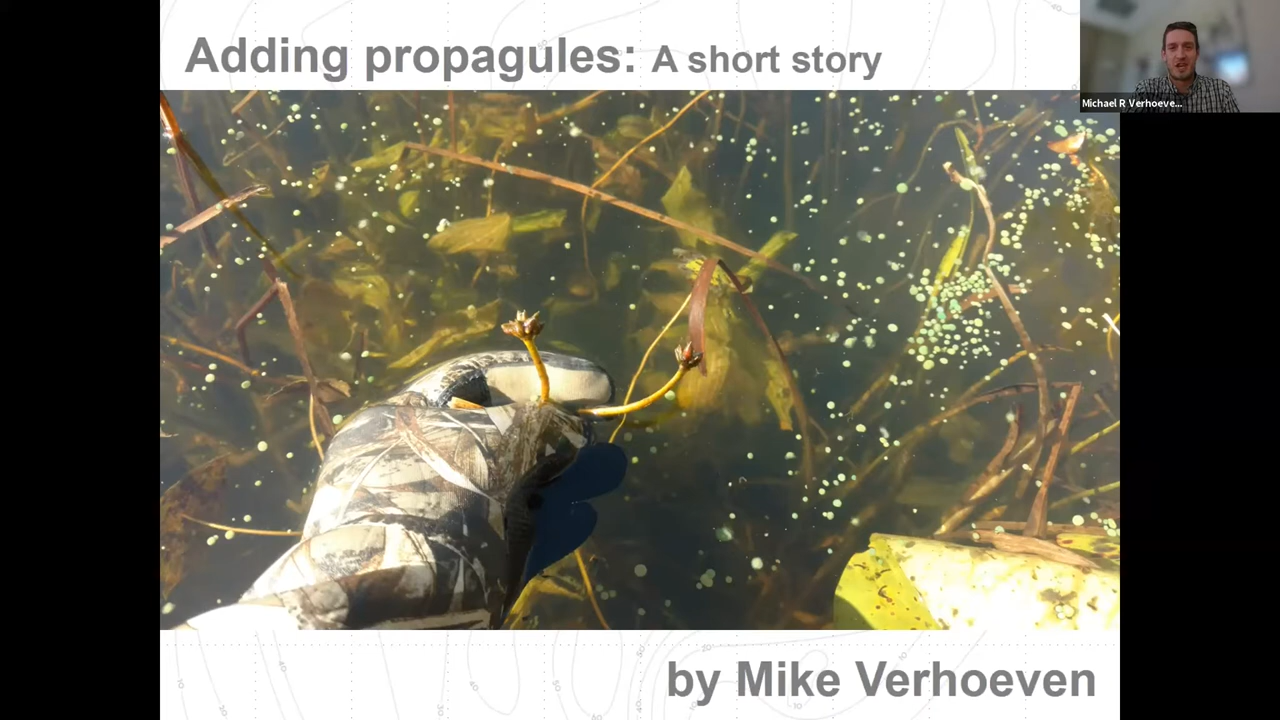 Adding propagules: A short story
Michael R Verhoeve...
by Mike Verhoeven